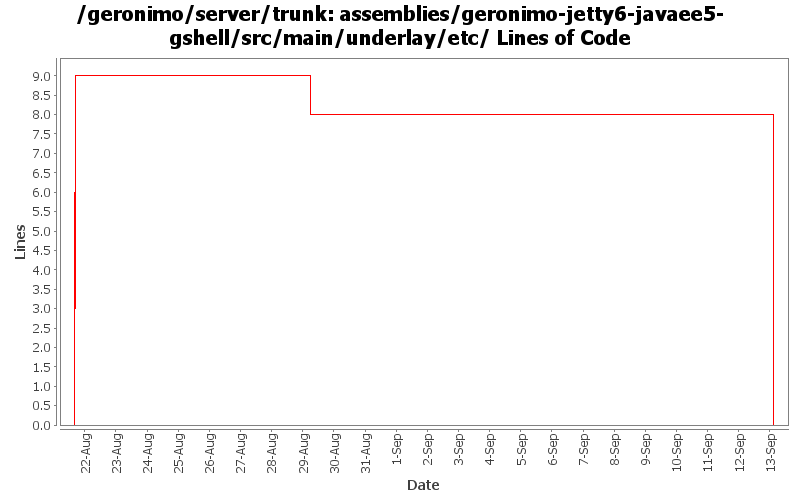 /geronimo/server/trunk: assemblies/geronimo-jetty6-javaee5-
gshell/src/main/underlay/etc/ Lines of Code
9.0
8.5
8.0
7.5
7.0
6.5
6.0
5.5
5.0
4.5
4.0
3.5
3.0
2.5
2.0
1.5
1.0
0.5
0.0
Lines
22-Aug
23-Aug
24-Aug
25-Aug
26-Aug
27-Aug
28-Aug
29-Aug
30-Aug
31-Aug
1-Sep
2-Sep
3-Sep
4-Sep
5-Sep
6-Sep
7-Sep
8-Sep
9-Sep
10-Sep
11-Sep
12-Sep
13-Sep
Date